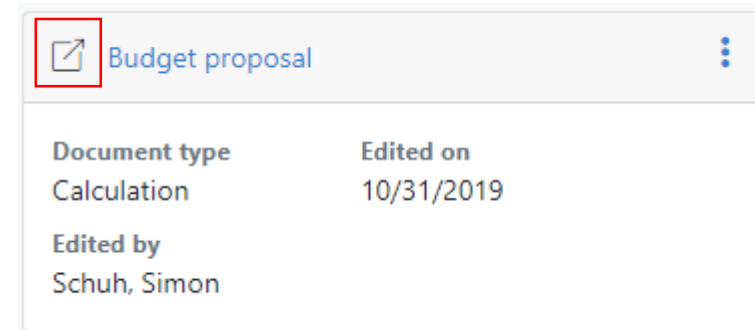 Budget proposal
Document type Edited on
Calculation 10/31/2019
Edited by
Schuh, Simon